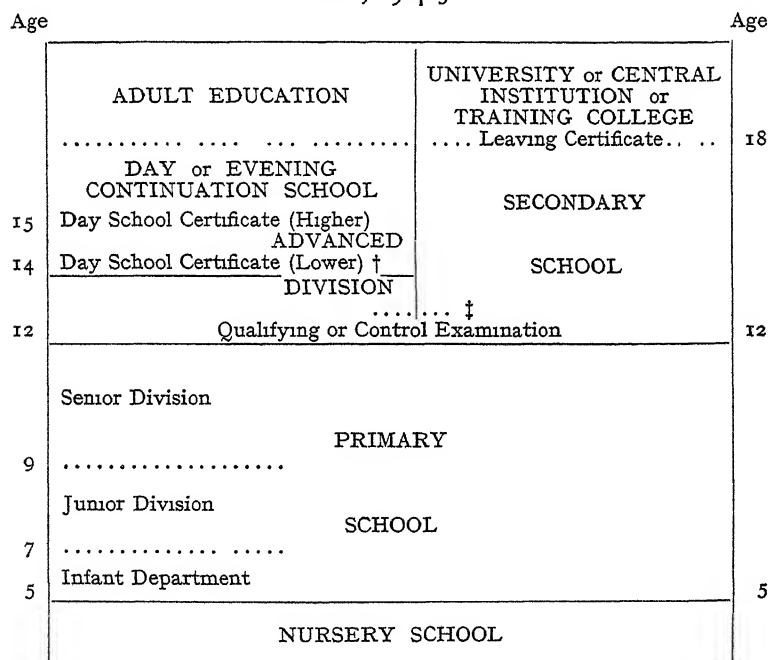 Age Age
ADULT EDUCATION
UNIVERSITY or CENTRAL
INSTITUTION or
TRAINING COLLEGE
.... Leaving Certificate.. .. 18
DAY or EVENING
CONTINUATION SCHOOL
15 Day School Certificate (Higher)
ADVANCED
14 Day School Certificate (Lower) †
DIVISION
SECONDARY
SCHOOL
........ ‡
12 Qualifying or Control Examination 12
Senior Division
PRIMARY
9 ....................
Junior Division
SCHOOL
7 ....................
5 Infant Department 5
NURSERY SCHOOL